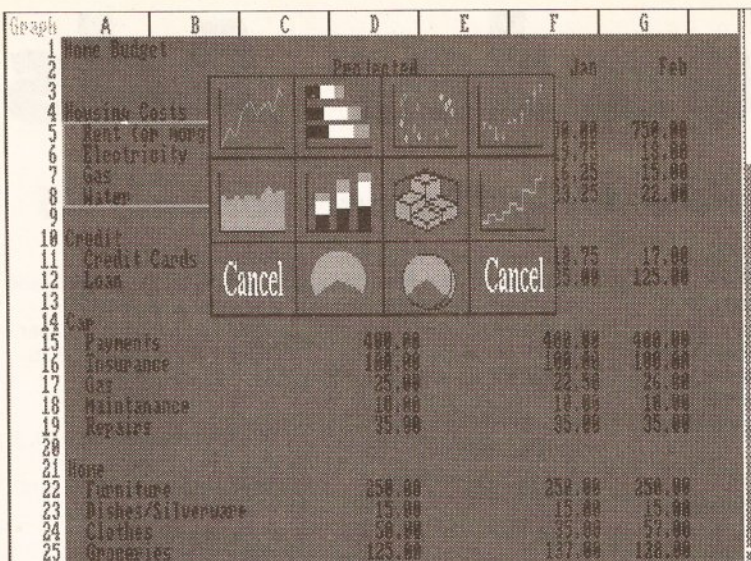 Graph A B C D E F G
1 Home Budget
2 Projected Jan Feb
3
4 Housing Costs
5 Rent (or morg 750.00
6 Electricity
7 Gas 15.00
8 Water 22.00
9
10 Credit
11 Credit Cards 17.00
12 Loan 125.00
13
14 Car
15 Payments 400.00 400.00 400.00
16 Insurance 100.00 100.00 100.00
17 Gas 25.00 22.50 26.00
18 Maintanance 10.00 10.00 10.00
19 Repairs 35.00 35.00 35.00
20
21 Home
22 Furniture 250.00 250.00 250.00
23 Dishes/Silverware 15.00 15.00 15.00
24 Clothes 50.00 35.00 57.00
25 Groceries 125.00 137.00 128.00
Cancel Cancel